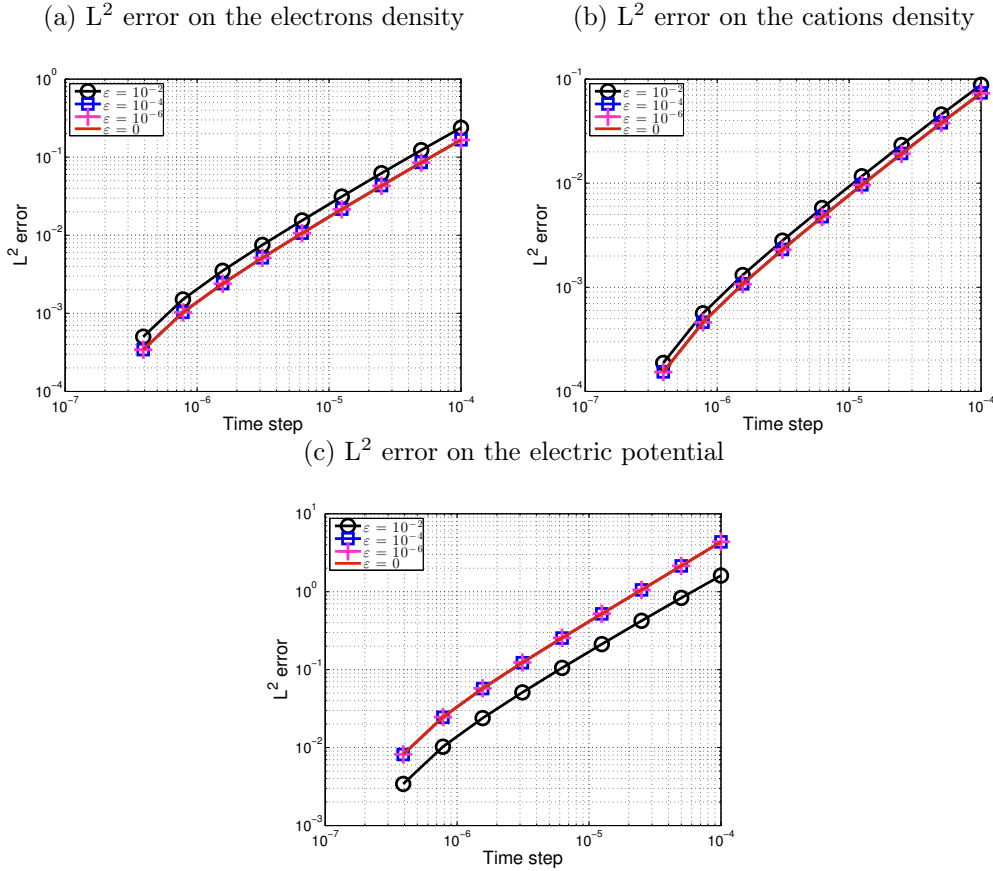 (a) L² error on the electrons density
10⁰
10⁻¹
10⁻²
10⁻³
10⁻⁴
L² error
ε = 10⁻²
ε = 10⁻⁴
ε = 10⁻⁶
ε = 0
10⁻⁷ 10⁻⁶ 10⁻⁵ 10⁻⁴
Time step
(b) L² error on the cations density
10⁻¹
10⁻²
10⁻³
10⁻⁴
L² error
ε = 10⁻²
ε = 10⁻⁴
ε = 10⁻⁶
ε = 0
10⁻⁷ 10⁻⁶ 10⁻⁵ 10⁻⁴
Time step
(c) L² error on the electric potential
10¹
10⁰
10⁻¹
10⁻²
10⁻³
L² error
ε = 10⁻²
ε = 10⁻⁴
ε = 10⁻⁶
ε = 0
10⁻⁷ 10⁻⁶ 10⁻⁵ 10⁻⁴
Time step